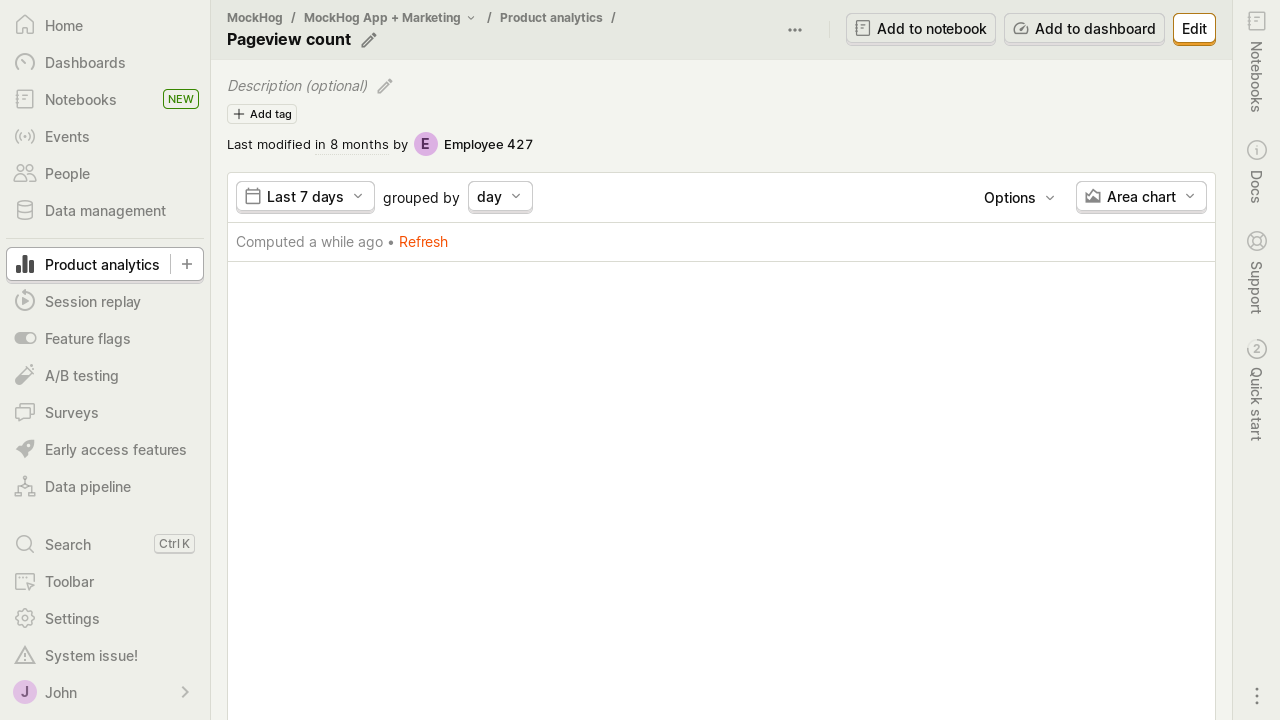 Home
Dashboards
Notebooks NEW
Events
People
Data management
Product analytics
Session replay
Feature flags
A/B testing
Surveys
Early access features
Data pipeline
Search Ctrl K
Toolbar
Settings
System issue!
J John
MockHog / MockHog App + Marketing / Product analytics /
Pageview count
Add to notebook
Add to dashboard
Edit
Description (optional)
Add tag
Last modified in 8 months by E Employee 427
Last 7 days grouped by day
Options
Area chart
Computed a while ago • Refresh
Notebooks
Docs
Support
2
Quick start